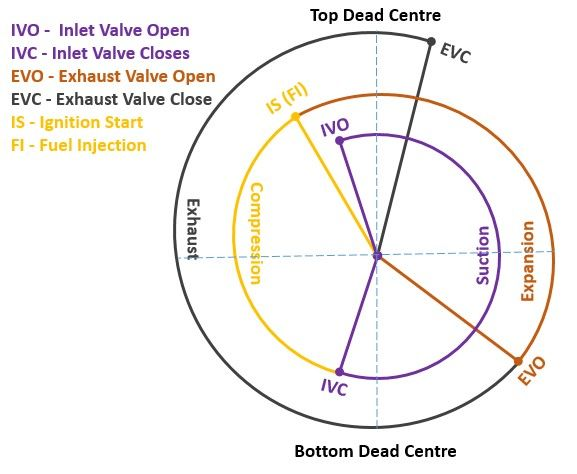 Top Dead Centre
IVO -  Inlet Valve Open
IVC - Inlet Valve Closes
EVO - Exhaust Valve Open
EVC - Exhaust Valve Close
IS - Ignition Start
FI - Fuel Injection
EVC
IS (FI)
IVO
Exhaust
Compression
Suction
Expansion
IVC
EVO
Bottom Dead Centre